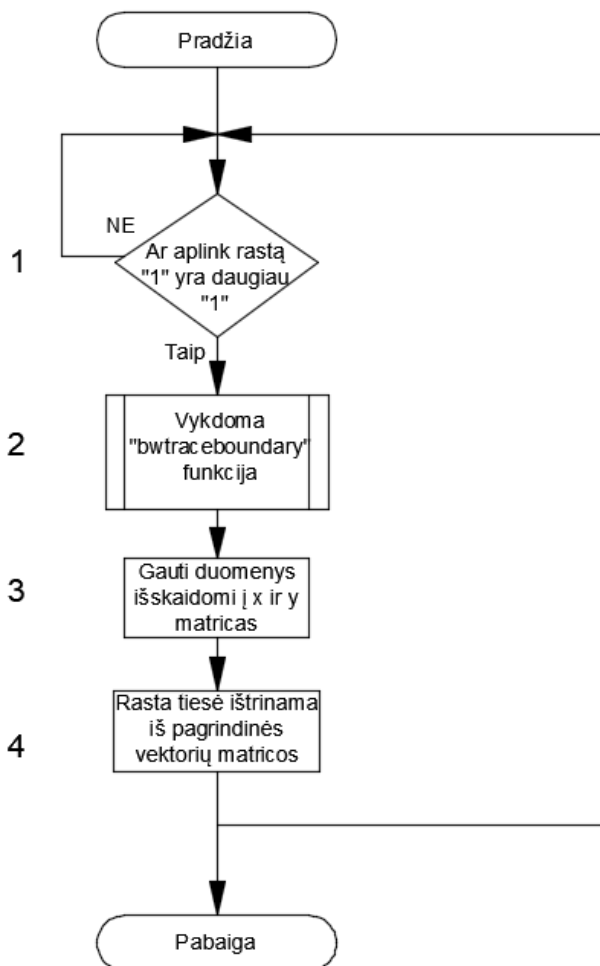 Pradžia
NE
1
Ar aplink rastą
"1" yra daugiau
"1"
Taip
2
Vykdoma
"bwtraceboundary"
funkcija
3
Gauti duomenys
išskaidomi į x ir y
matricas
4
Rasta tiesė ištrinama
iš pagrindinės
vektorių matricos
Pabaiga